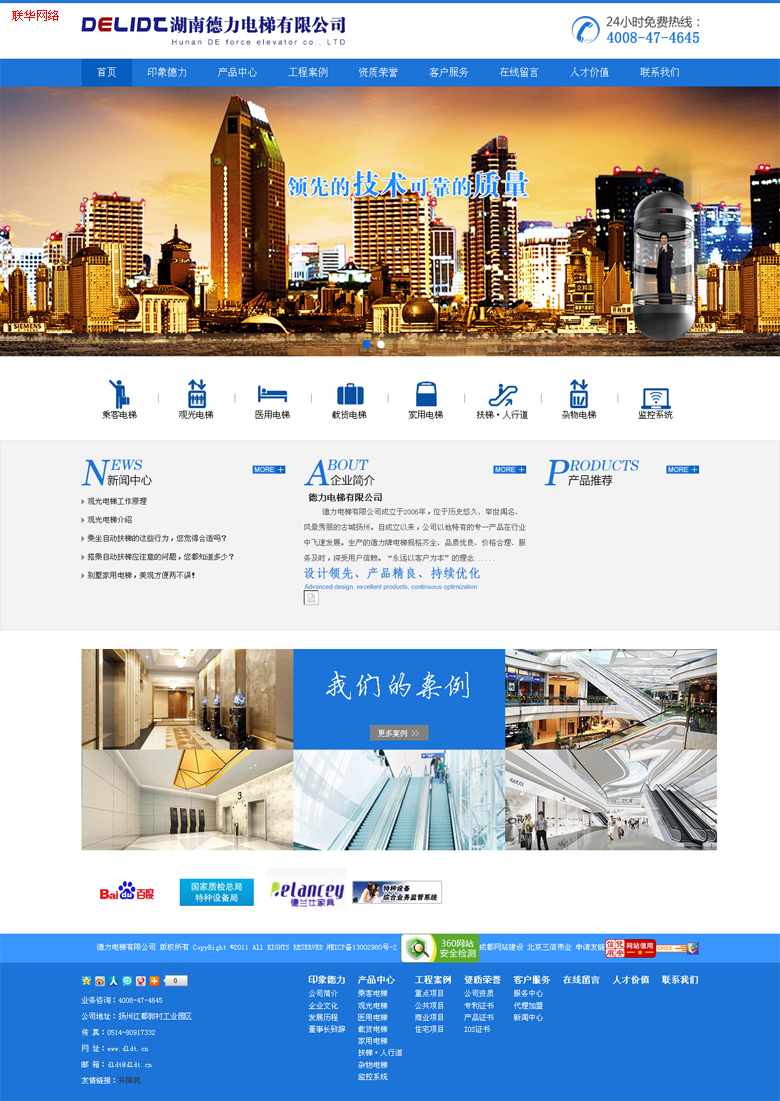 联华网络
DELIDT 湖南德力电梯有限公司
Hunan DE force elevator co., LTD
24小时免费热线：
4008-47-4645
首页 印象德力 产品中心 工程案例 资质荣誉 客户服务 在线留言 人才价值 联系我们
领先的技术可靠的质量
SIEMENS
乘客电梯 观光电梯 医用电梯 载货电梯 家用电梯 扶梯·人行道 杂物电梯 监控系统
NEWS
新闻中心
MORE +
观光电梯工作原理
观光电梯介绍
乘坐自动扶梯的这些行为，您觉得合适吗？
搭乘自动扶梯应注意的问题，您都知道多少？
别墅家用电梯，美观方便两不误！
ABOUT
企业简介
MORE +
德力电梯有限公司
德力电梯有限公司成立于2006年，位于历史悠久、举世闻名、
风景秀丽的古城扬州。自成立以来，公司以他特有的专一产品在行业
中飞速发展。生产的德力牌电梯规格齐全、品质优良、价格合理、服
务及时，深受用户信赖。“永远以客户为本”的理念......
设计领先、产品精良、持续优化
Advanced design, excellent products, continuous optimization
PRODUCTS
产品推荐
MORE +
我们的案例
更多案例 >>
3
GUCCI
Bai 百度
国家质检总局
特种设备局
Delancey
德兰仕家具
特种设备
综合业务监管系统
德力电梯有限公司 版权所有 CopyRight ©2011 All RIGHTS RESERVED 湘ICP备13002980号-2
360网站
安全检测
成都网站建设 北京三信伟业 申请友链
网站信用
0
业务咨询：4008-47-4645
公司地址：扬州江都郭村工业园区
传 真：0514-80917332
网 址：www.dldt.cn
邮 箱：dldt@dldt.cn
友情链接：升降机
印象德力
公司简介
企业文化
发展历程
董事长致辞
产品中心
乘客电梯
观光电梯
医用电梯
载货电梯
家用电梯
扶梯·人行道
杂物电梯
监控系统
工程案例
重点项目
公共项目
商业项目
住宅项目
资质荣誉
公司资质
专利证书
产品证书
IOS证书
客户服务
服务中心
代理加盟
新闻中心
在线留言
人才价值
联系我们